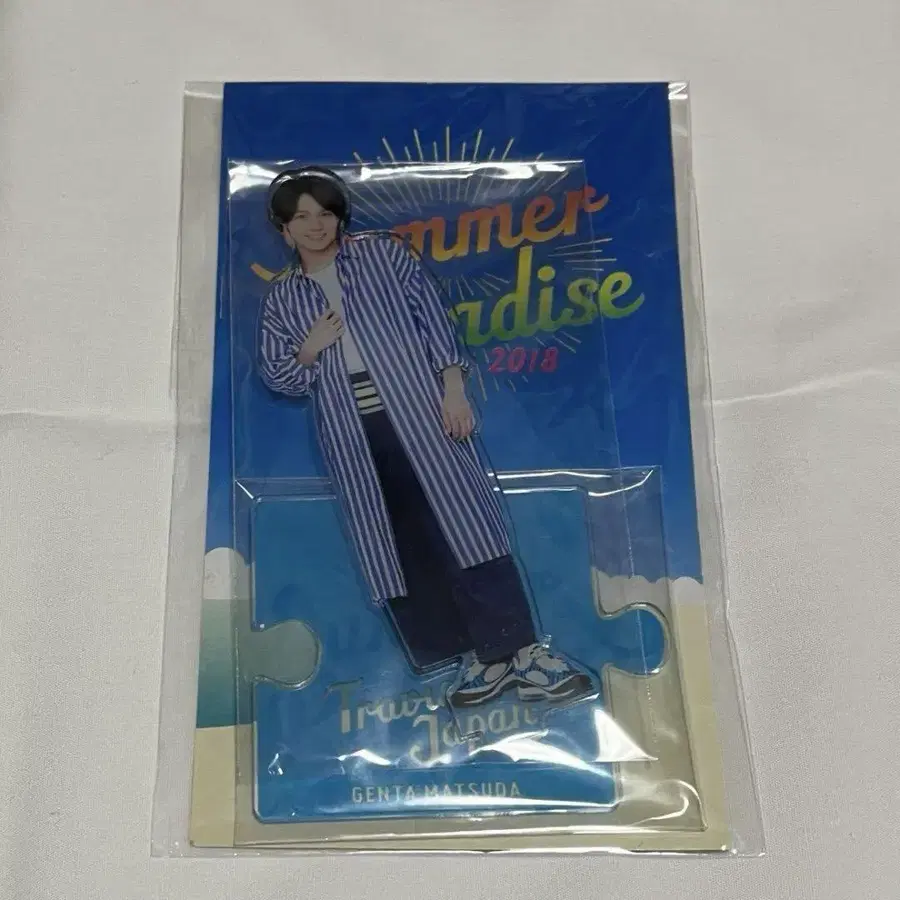 mmer
adise
2018
Travis
Japan
GENTA MATSUDA